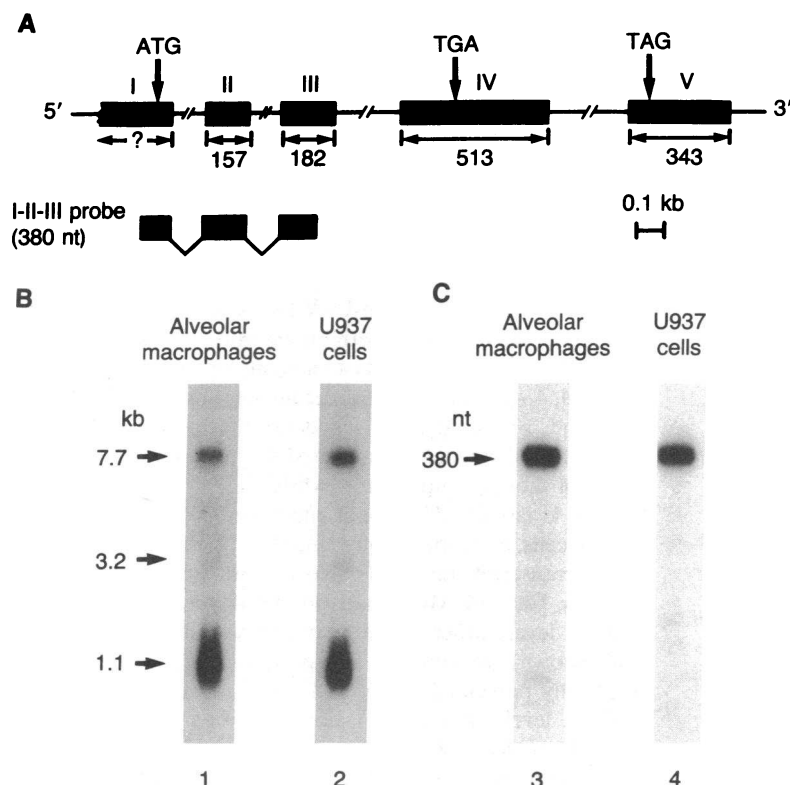 A
ATG TGA TAG
I II III IV V
5′ 3′
?
157 182 513 343
I-II-III probe
(380 nt)
0.1 kb
B
Alveolar
macrophages
U937
cells
kb
7.7
3.2
1.1
1 2
C
Alveolar
macrophages
U937
cells
nt
380
3 4